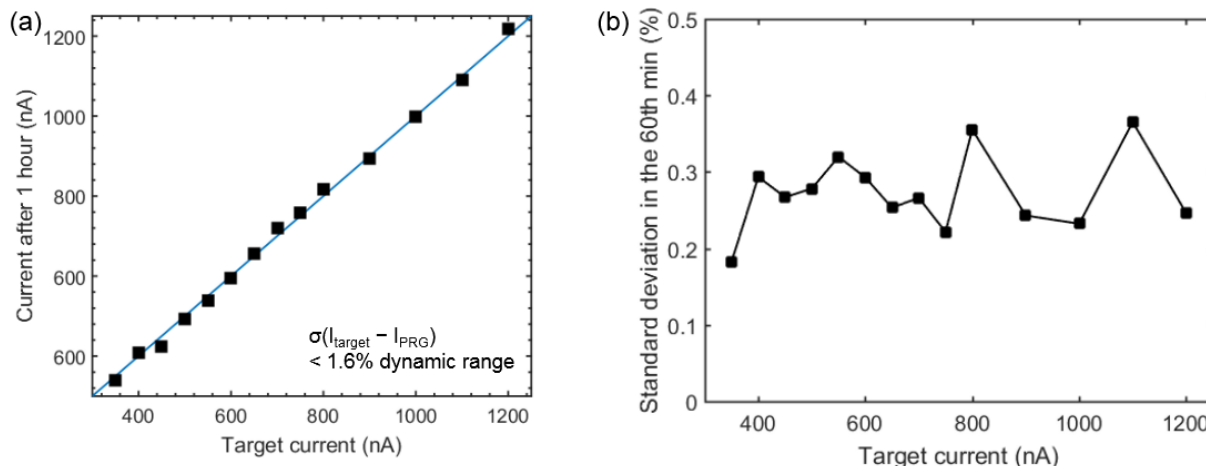 (a)
Current after 1 hour (nA)
1200
1000
800
600
600
σ(I_target − I_PRG)
< 1.6% dynamic range
400 600 800 1000 1200
Target current (nA)
(b)
Standard deviation in the 60th min (%)
0.5
0.4
0.3
0.2
0.1
0
400 600 800 1000 1200
Target current (nA)